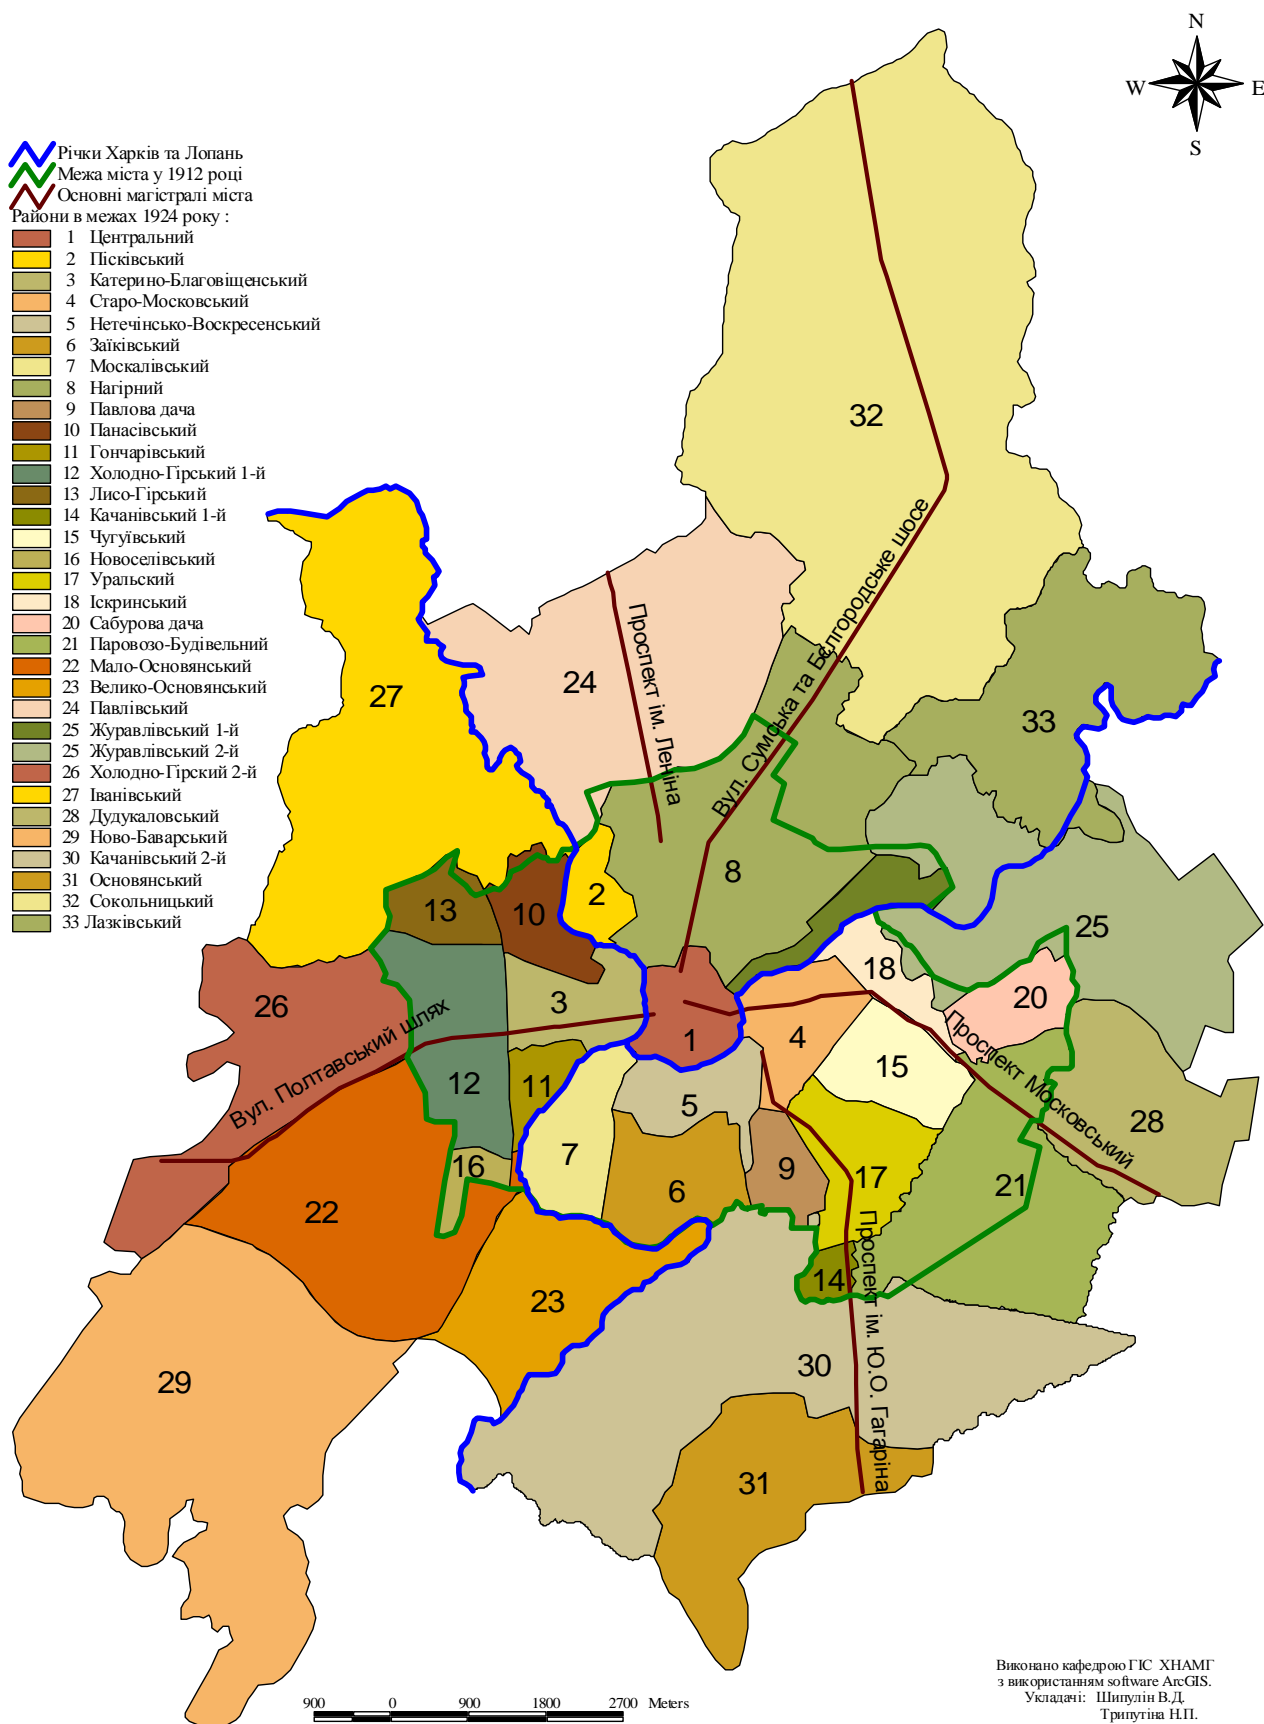 N
W E
S
Річки Харків та Лопань
Межа міста у 1912 році
Основні магістралі міста
Райони в межах 1924 року :
1 Центральний
2 Пісківський
3 Катерино-Благовіщенський
4 Старо-Московський
5 Нетечінсько-Воскресенський
6 Заїківський
7 Москалівський
8 Нагірний
9 Павлова дача
10 Панасівський
11 Гончарівський
12 Холодно-Гірський 1-й
13 Лисо-Гірський
14 Качанівський 1-й
15 Чугуївський
16 Новоселівський
17 Уральский
18 Іскринський
20 Сабурова дача
21 Паровозо-Будівельний
22 Мало-Основянський
23 Велико-Основянський
24 Павлівський
25 Журавлівський 1-й
25 Журавлівський 2-й
26 Холодно-Гірский 2-й
27 Іванівський
28 Дудукаловський
29 Ново-Баварський
30 Качанівський 2-й
31 Основянський
32 Сокольницький
33 Лазківський
32
27
24
33
Проспект ім. Леніна
Вул. Сумська та Бєлгородське шосе
8
2
13
10
25
18
20
26
3
1
4
15
12
11
5
28
Вул. Полтавський шлях
Проспект Московський
7
16
9
17
21
6
22
14
23
30
29
31
Проспект ім. Ю.О. Гагаріна
900 0 900 1800 2700 Meters
Виконано кафедрою ГІС ХНАМГ
з використанням software ArcGIS.
Укладачі: Шипулін В.Д.
Трипутіна Н.П.